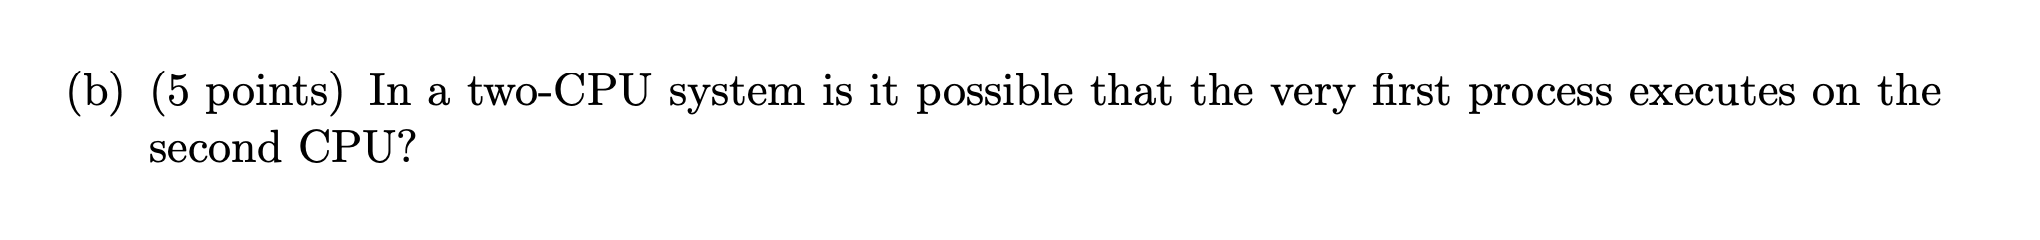 (b) (5 points) In a two-CPU system is it possible that the very first process executes on the
second CPU?